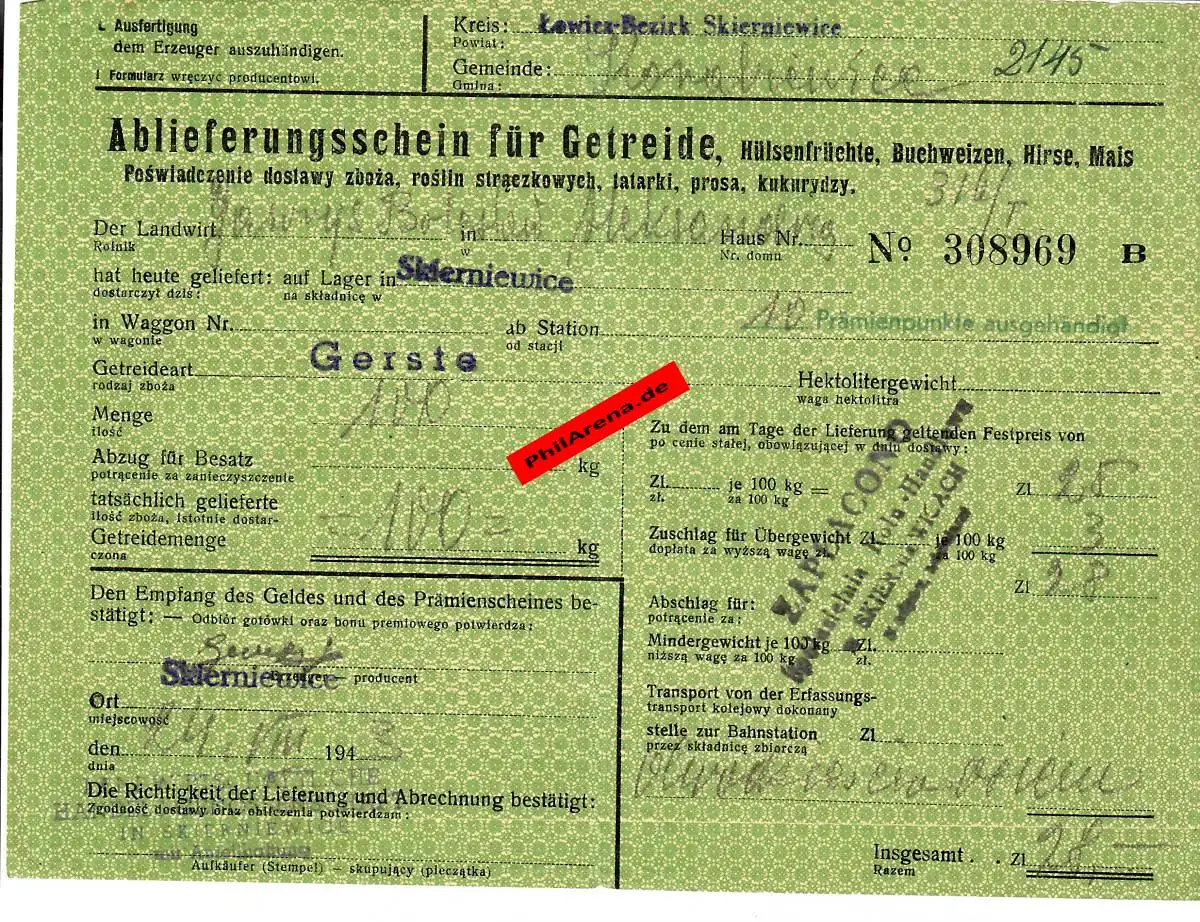 Ausfertigung
dem Erzeuger auszuhändigen.
Formularz wręczyć producentowi.
Kreis: Łowicz-Bezirk Skierniewice
Powiat:
Gemeinde: 2145
Gmina:
Ablieferungsschein für Getreide, Hülsenfrüchte, Buchweizen, Hirse, Mais
Poświadczenie dostawy zboża, roślin strączkowych, tatarki, prosa, kukurydzy.
Der Landwirt in Haus Nr. № 308969 B
Rolnik w Nr. domu
hat heute geliefert: auf Lager in Skierniewice
dostarczył dziś: na składnicę w
in Waggon Nr. ab Station 10 Prämienpunkte ausgehändigt
w wagonie od stacji
Getreideart Gerste
rodzaj zboża
Hektolitergewicht
waga hektolitra
Menge 100
ilość
PhilArena.de
Abzug für Besatz kg
potrącenie za zanieczyszczenie
tatsächlich gelieferte
ilość zboża, istotnie dostar-
Getreidemenge 100= kg
czona
Zu dem am Tage der Lieferung geltenden Festpreis von
po cenie stałej, obowiązującej w dniu dostawy:
Zl. je 100 kg = Zl. 25
zł. za 100 kg
Zuschlag für Übergewicht Zl. je 100 kg 3
dopłata za wyższą wagę zł. za 100 kg
Zl. 28
ZAPŁACONO
Abschlag für:
potrącenie za:
Mindergewicht je 100 kg Zl.
niższą wagę za 100 kg zł.
Transport von der Erfassungs-
transport kolejowy dokonany
stelle zur Bahnstation Zl.
przez składnicę zbiorczą
Insgesamt . . Zl. 28,—
Razem
Den Empfang des Geldes und des Prämienscheines be-
stätigt: — Odbiór gotówki oraz bonu premiowego potwierdza:
Erzeuger — producent
Ort Skierniewice
miejscowość
den 14. VIII 1943
dnia
Die Richtigkeit der Lieferung und Abrechnung bestätigt:
Zgodność dostawy oraz obliczenia potwierdzam:
IN SKIERNIEWICE
Aufkäufer (Stempel) — skupujący (pieczątka)